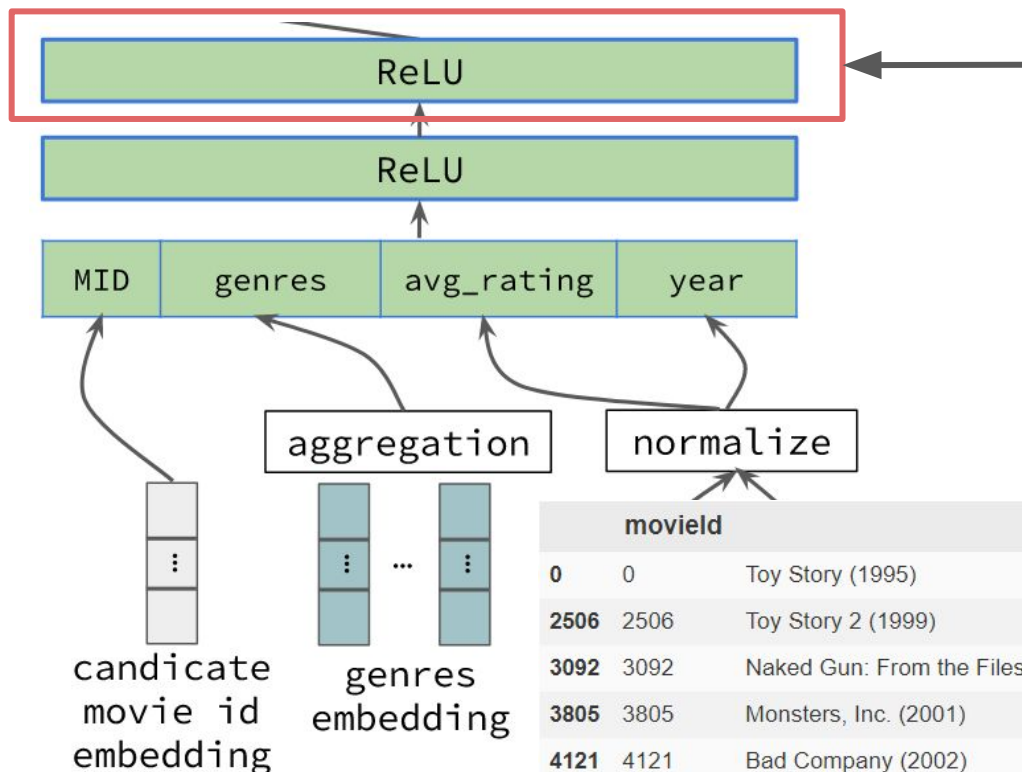 ReLU
ReLU
MID genres avg_rating year
aggregation
normalize
candicate
movie id
embedding
genres
embedding
movieId
0 0 Toy Story (1995)
2506 2506 Toy Story 2 (1999)
3092 3092 Naked Gun: From the Files
3805 3805 Monsters, Inc. (2001)
4121 4121 Bad Company (2002)